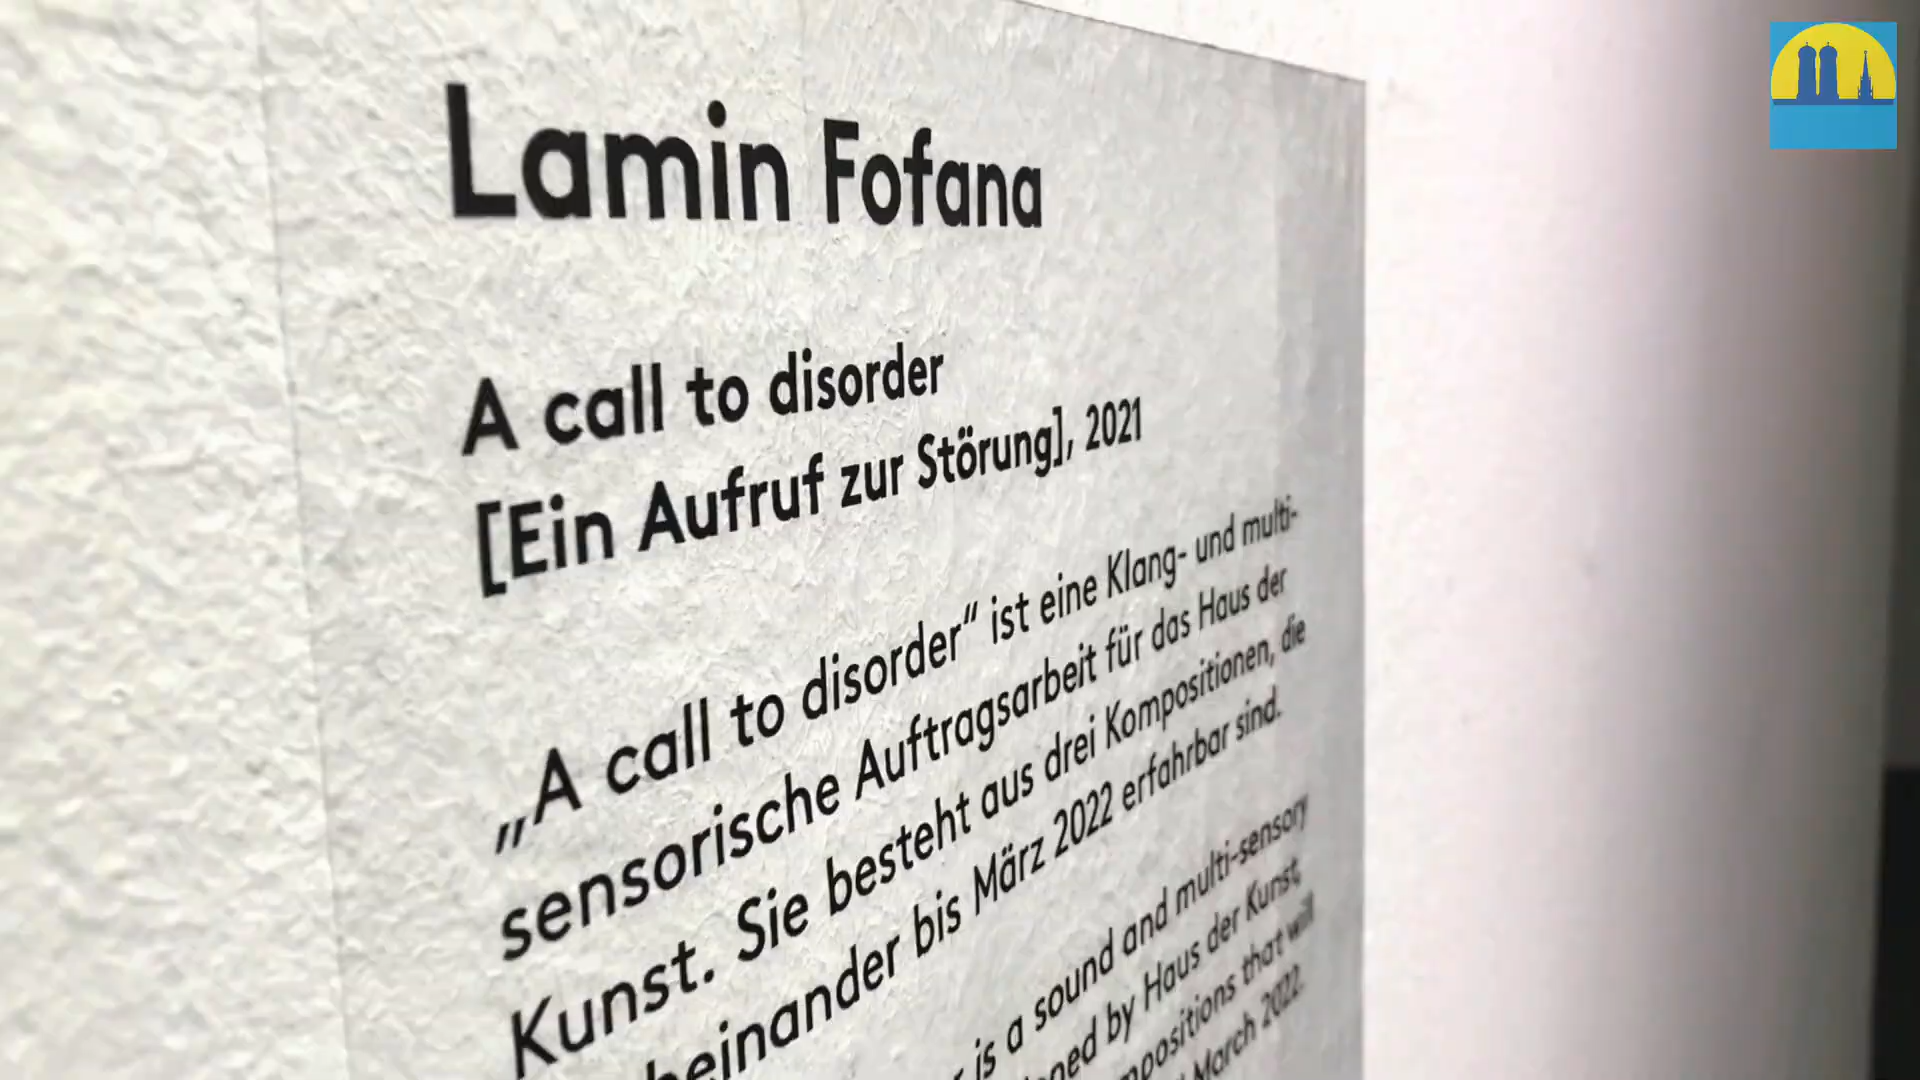 Lamin Fofana
A call to disorder
[Ein Aufruf zur Störung], 2021
„A call to disorder“ ist eine Klang- und multi-
sensorische Auftragsarbeit für das Haus der
Kunst. Sie besteht aus drei Kompositionen, die
bis März 2022 erfahrbar sind.
is a sound and multi-sensory
by Haus der Kunst,
that will
March 2022.